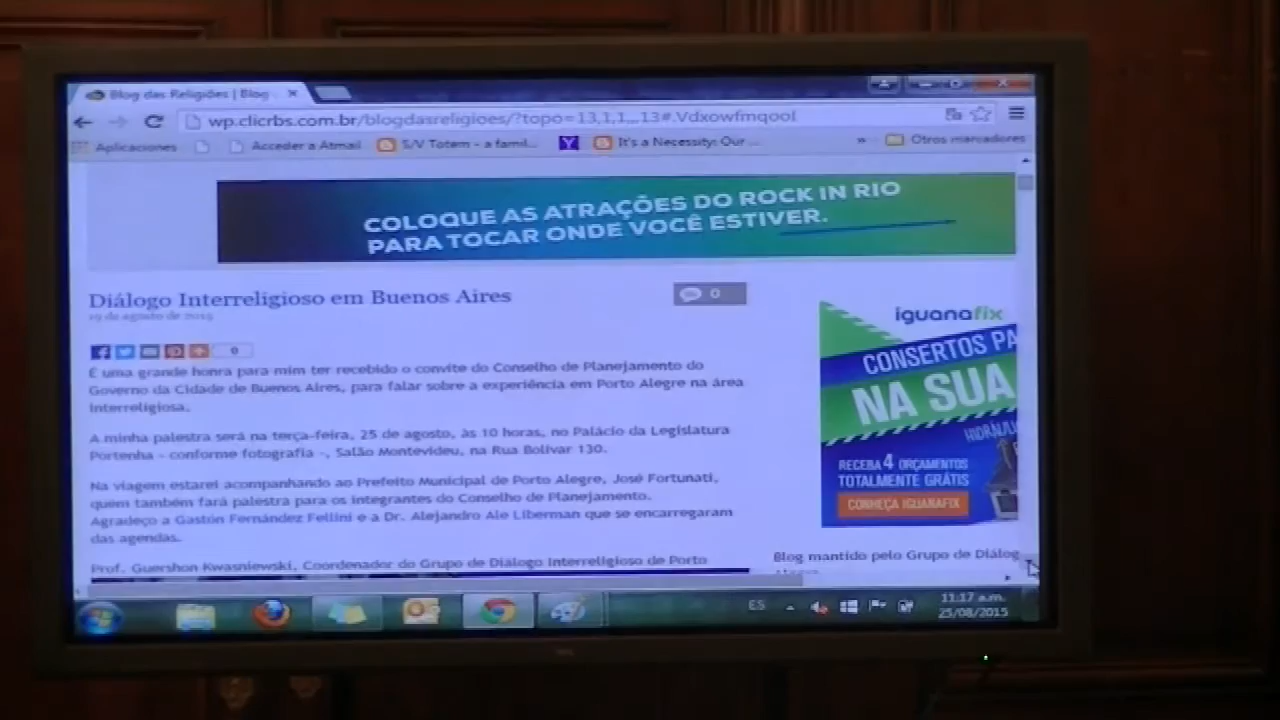 Blog das Religiões | Blog
wp.clicrbs.com.br/blogdasreligioes/?topo=13,1,1,,,13#.Vdxowfmqool
Aplicaciones
Acceder a Atmail
S/V Totem - a famil...
It's a Necessity: Our ...
»
Otros marcadores
COLOQUE AS ATRAÇÕES DO ROCK IN RIO
PARA TOCAR ONDE VOCÊ ESTIVER.
Diálogo Interreligioso em Buenos Aires
0
19 de agosto de 2015
0
É uma grande honra para mim ter recebido o convite do Conselho de Planejamento do
Governo da Cidade de Buenos Aires, para falar sobre a experiência em Porto Alegre na área
Interreligiosa.
A minha palestra será na terça-feira, 25 de agosto, às 10 horas, no Palácio da Legislatura
Portenha – conforme fotografia -, Salão Montevideu, na Rua Bolivar 130.
Na viagem estarei acompanhando ao Prefeito Municipal de Porto Alegre, José Fortunati,
quem também fará palestra para os integrantes do Conselho de Planejamento.
Agradeço a Gastón Fernández Fellini e a Dr. Alejandro Ale Liberman que se encarregaram
das agendas.
Prof. Guershon Kwasniewski, Coordenador do Grupo de Diálogo Interreligioso de Porto
iguanafix
CONSERTOS PA
NA SUA
HIDRÁUL
RECEBA 4 ORÇAMENTOS
TOTALMENTE GRÁTIS
CONHEÇA IGUANAFIX
Blog mantido pelo Grupo de Diálog
ES
11:17 a.m.
25/08/2015